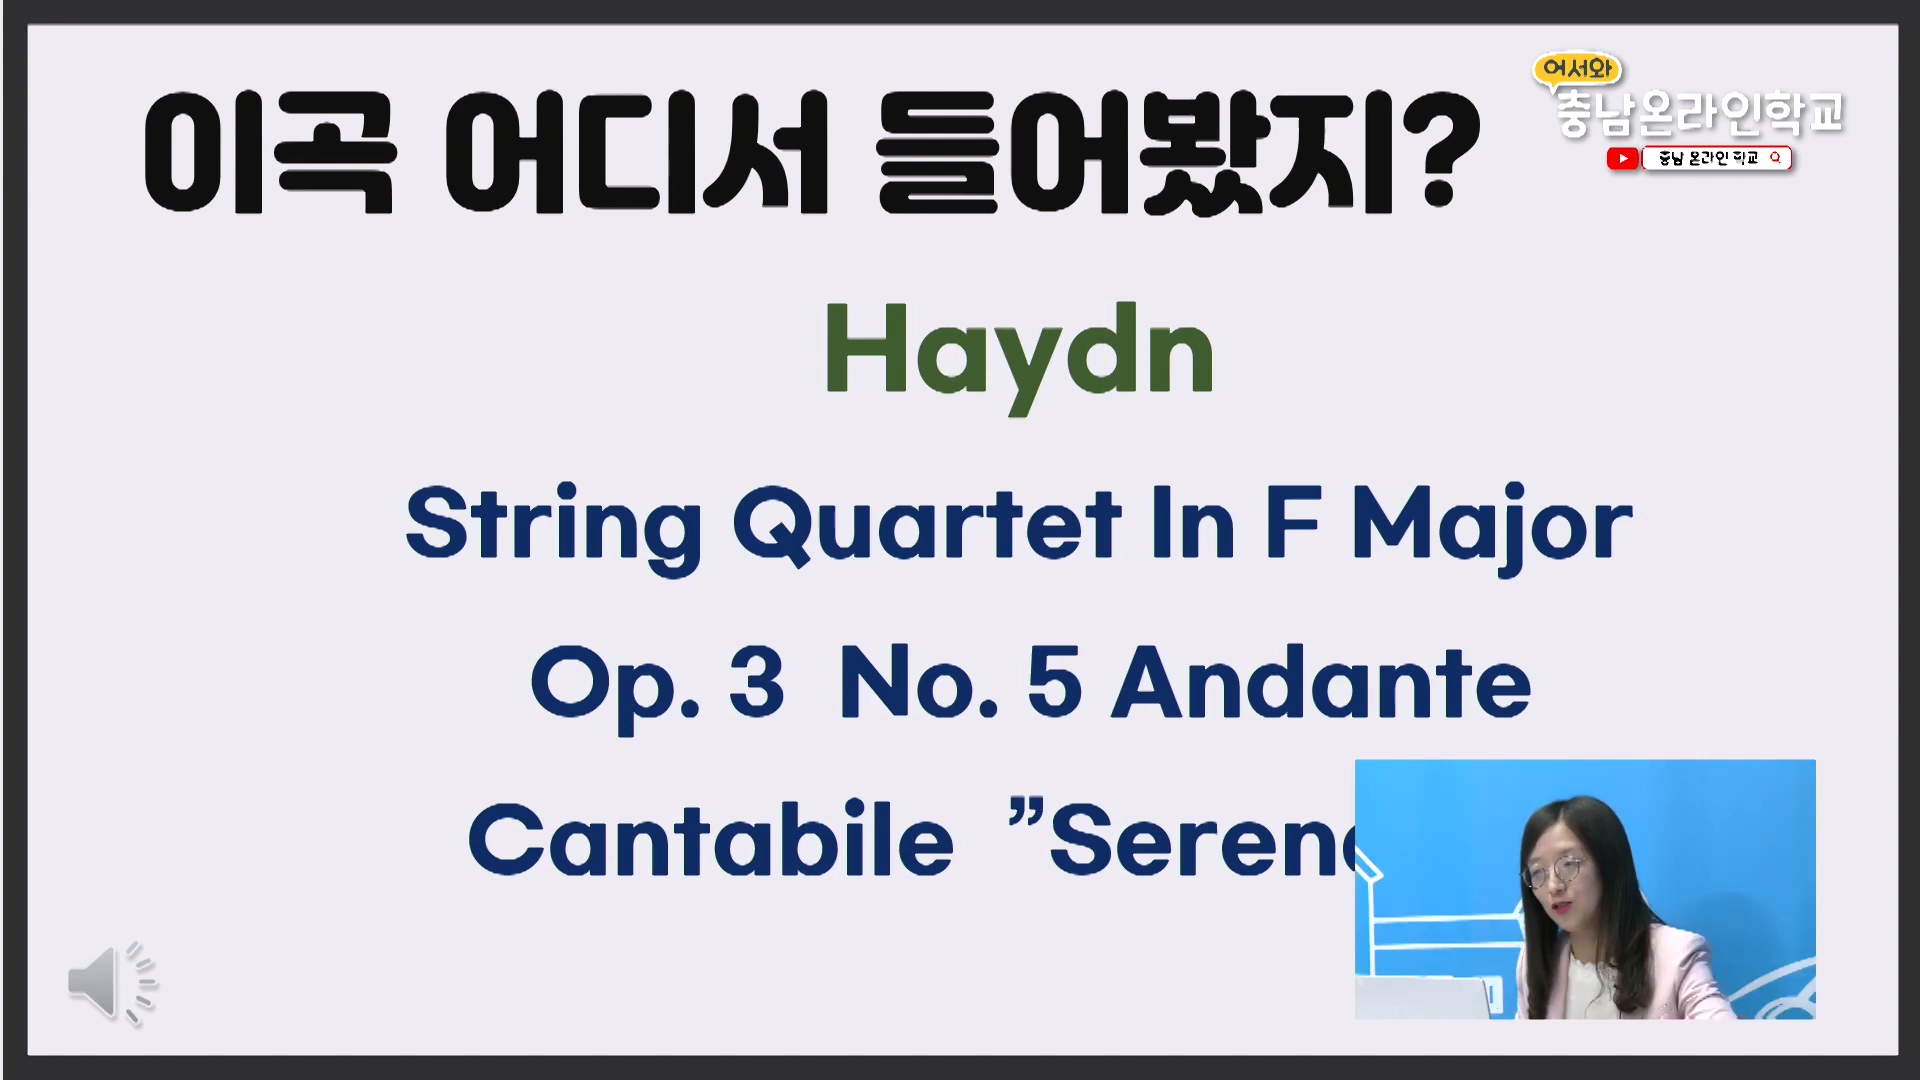 이곡 어디서 들어봤지?
어서와
충남온라인학교
충남 온라인 학교
Haydn
String Quartet In F Major
Op. 3 No. 5 Andante
Cantabile ”Seren